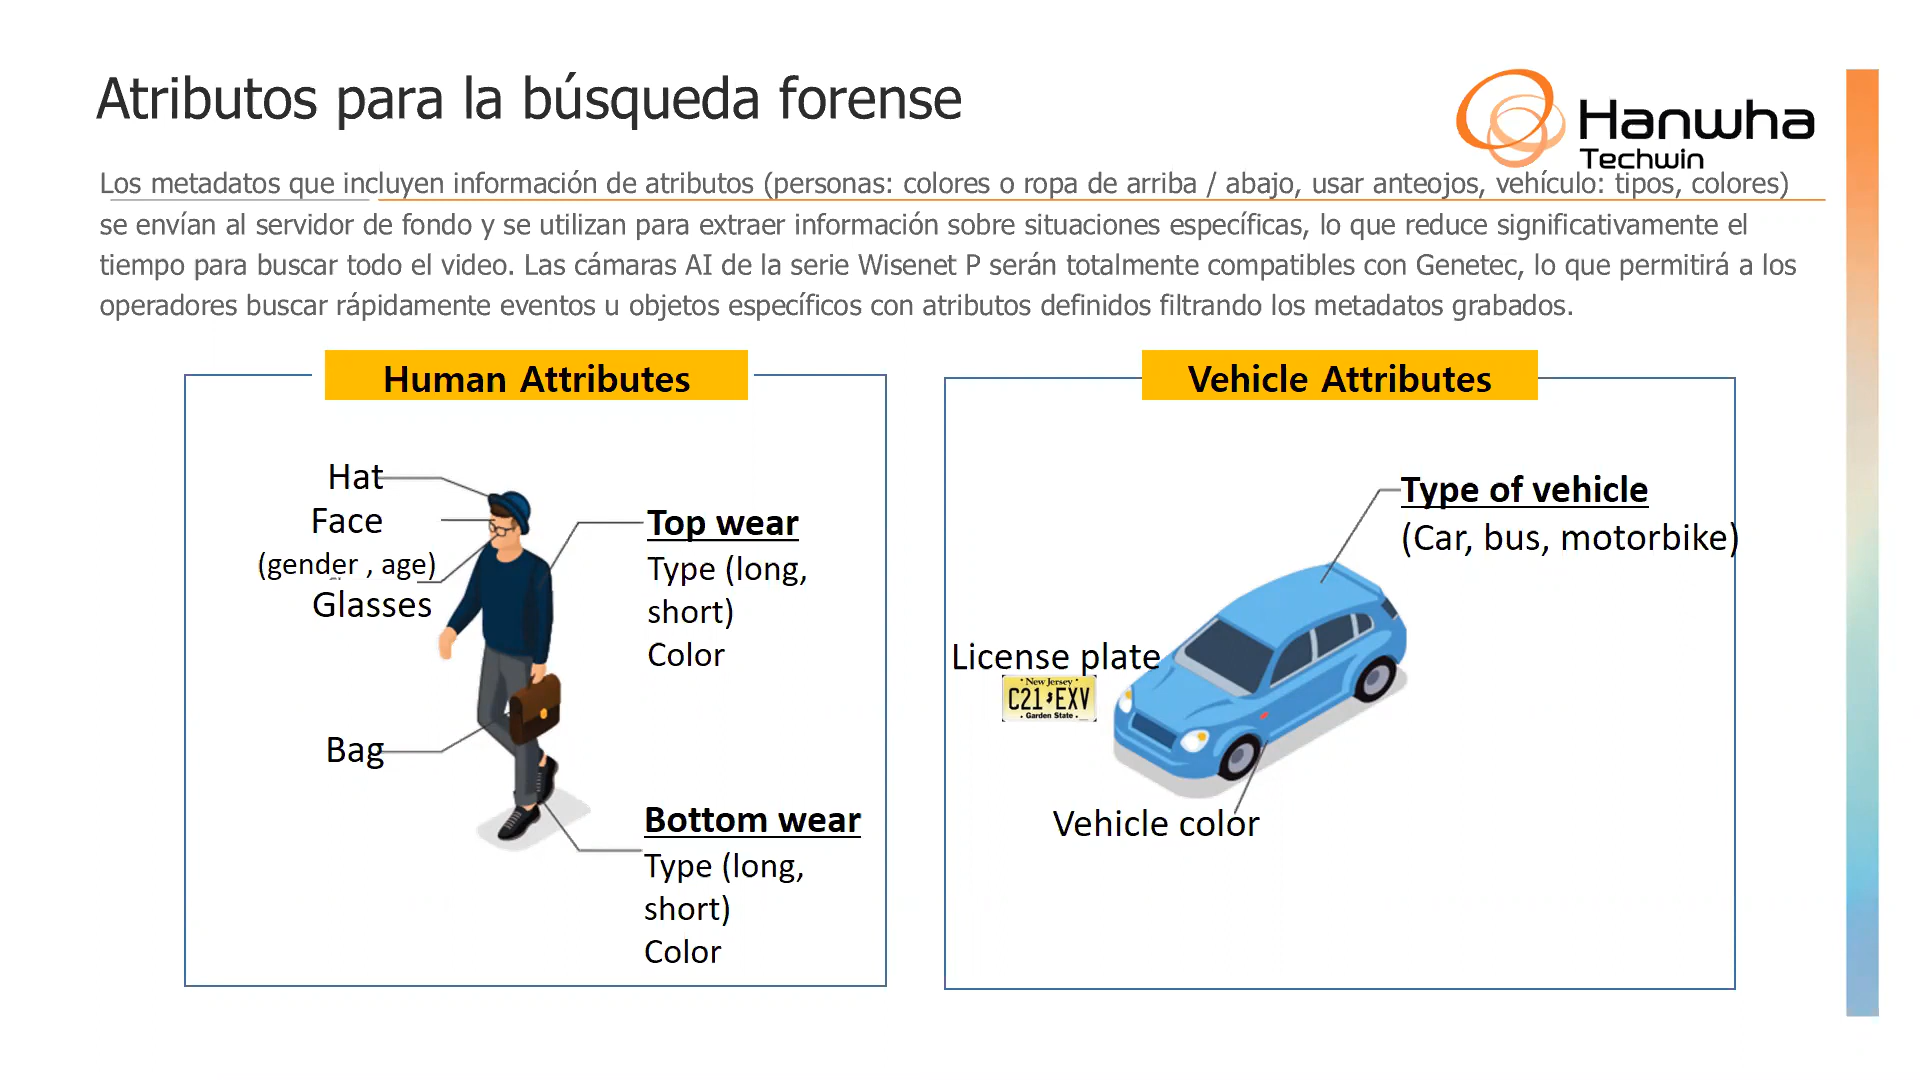 Atributos para la búsqueda forense
Hanwha
Techwin
Los metadatos que incluyen información de atributos (personas: colores o ropa de arriba / abajo, usar anteojos, vehículo: tipos, colores)
se envían al servidor de fondo y se utilizan para extraer información sobre situaciones específicas, lo que reduce significativamente el
tiempo para buscar todo el video. Las cámaras AI de la serie Wisenet P serán totalmente compatibles con Genetec, lo que permitirá a los
operadores buscar rápidamente eventos u objetos específicos con atributos definidos filtrando los metadatos grabados.
Human Attributes
Hat
Face
(gender , age)
Glasses
Bag
Top wear
Type (long,
short)
Color
Bottom wear
Type (long,
short)
Color
Vehicle Attributes
Type of vehicle
(Car, bus, motorbike)
License plate
New Jersey
C21 EXV
Garden State
Vehicle color